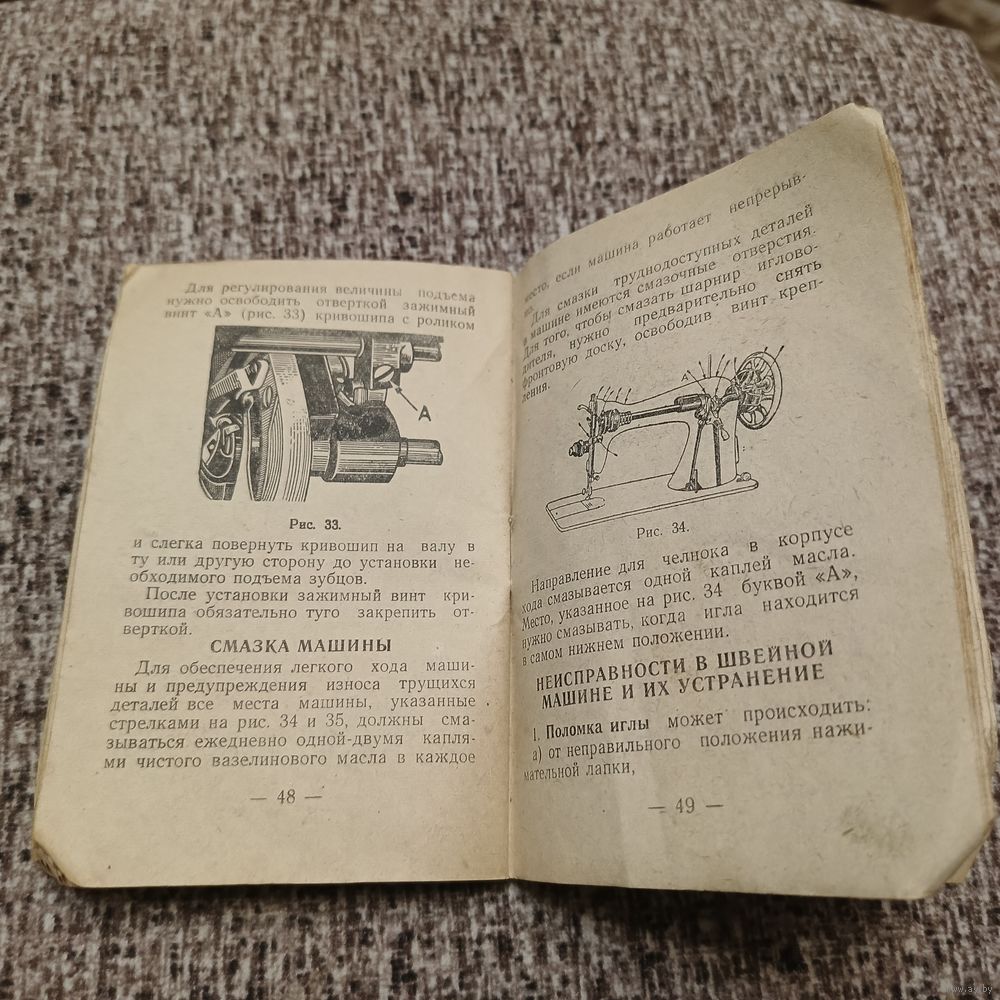 Для регулирования величины подъема
нужно освободить отверткой зажимный
винт «А» (рис. 33) кривошипа с роликом
А
Рис. 33.
и слегка повернуть кривошип на валу в
ту или другую сторону до установки не-
обходимого подъема зубцов.
После установки зажимный винт кри-
вошипа обязательно туго закрепить от-
верткой.
СМАЗКА МАШИНЫ
Для обеспечения легкого хода маши-
ны и предупреждения износа трущихся
деталей все места машины, указанные
стрелками на рис. 34 и 35, должны сма-
зываться ежедневно одной-двумя капля-
ми чистого вазелинового масла в каждое
— 48 —
место, если машина работает непрерыв-
но.
Для смазки труднодоступных деталей
в машине имеются смазочные отверстия.
Для того, чтобы смазать шарнир иглово-
дителя, нужно предварительно снять
фронтовую доску, освободив винт креп-
ления.
А
Рис. 34.
Направление для челнока в корпусе
хода смазывается одной каплей масла.
Место, указанное на рис. 34 буквой «А»,
нужно смазывать, когда игла находится
в самом нижнем положении.
НЕИСПРАВНОСТИ В ШВЕЙНОЙ
МАШИНЕ И ИХ УСТРАНЕНИЕ
1. Поломка иглы может происходить:
а) от неправильного положения нажи-
мательной лапки,
— 49 —
www.ay.by